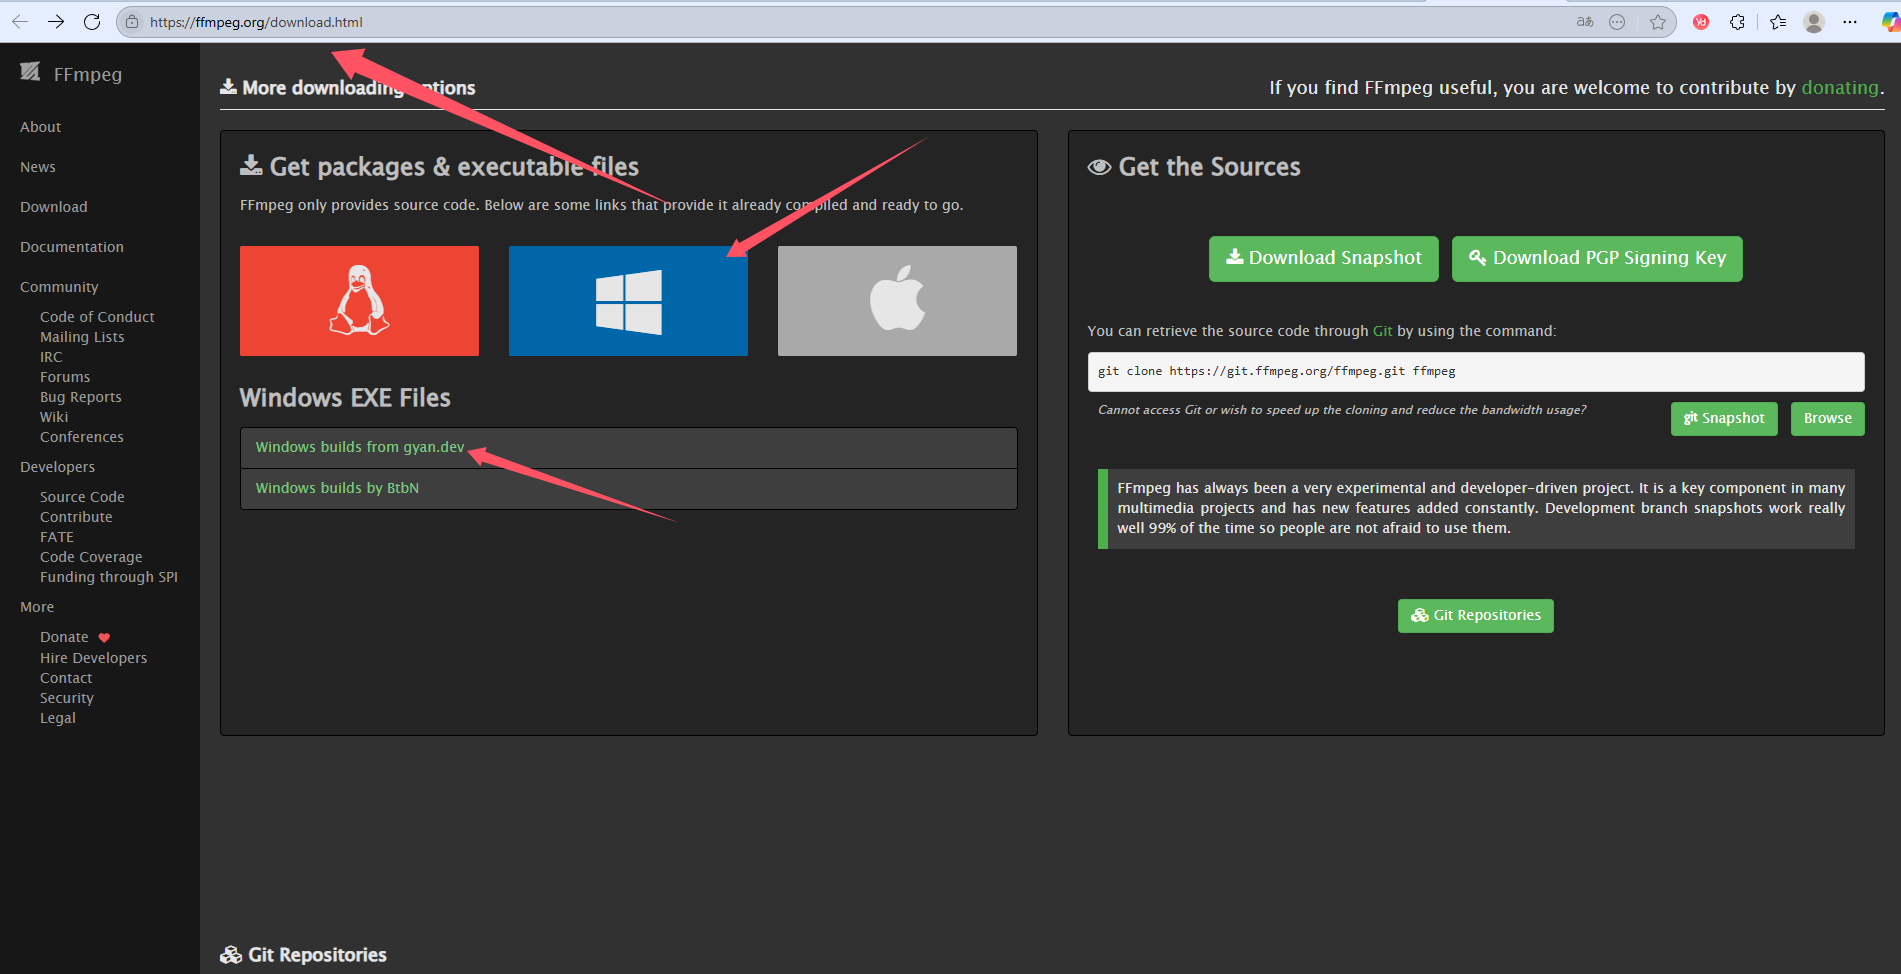 https://ffmpeg.org/download.html
FFmpeg
About
News
Download
Documentation
Community
Code of Conduct
Mailing Lists
IRC
Forums
Bug Reports
Wiki
Conferences
Developers
Source Code
Contribute
FATE
Code Coverage
Funding through SPI
More
Donate
Hire Developers
Contact
Security
Legal
More downloading options
If you find FFmpeg useful, you are welcome to contribute by donating.
Get packages & executable files
FFmpeg only provides source code. Below are some links that provide it already compiled and ready to go.
Windows EXE Files
Windows builds from gyan.dev
Windows builds by BtbN
Get the Sources
Download Snapshot
Download PGP Signing Key
You can retrieve the source code through Git by using the command:
git clone https://git.ffmpeg.org/ffmpeg.git ffmpeg
Cannot access Git or wish to speed up the cloning and reduce the bandwidth usage?
git Snapshot
Browse
FFmpeg has always been a very experimental and developer-driven project. It is a key component in many
multimedia projects and has new features added constantly. Development branch snapshots work really
well 99% of the time so people are not afraid to use them.
Git Repositories
Git Repositories